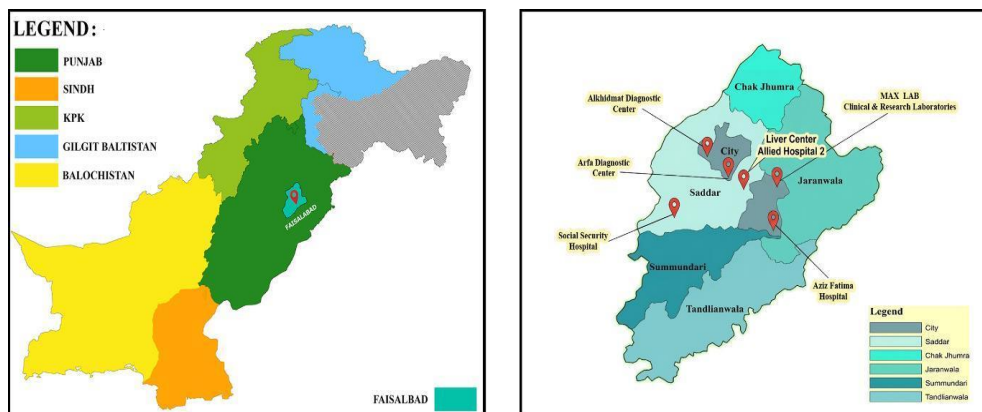 LEGEND:
PUNJAB
SINDH
KPK
GILGIT BALTISTAN
BALOCHISTAN
FAISALABAD
FAISALBAD
Chak Jhumra
MAX LAB
Clinical & Research Laboratories
Alkhidmat Diagnostic
Center
City
Liver Center
Allied Hospital 2
Arfa Diagnostic
Center
Saddar
Jaranwala
Social Security
Hospital
Summundari
Aziz Fatima
Hospital
Tandlianwala
Legend
City
Saddar
Chak Jhumra
Jaranwala
Summundari
Tandlianwala